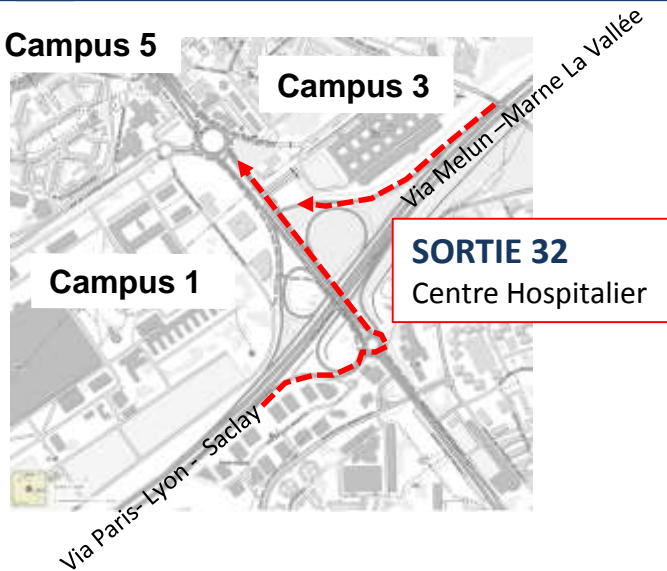 Campus 5
Campus 3
Via Melun –Marne La Vallée
SORTIE 32
Centre Hospitalier
Campus 1
Via Paris- Lyon - Saclay